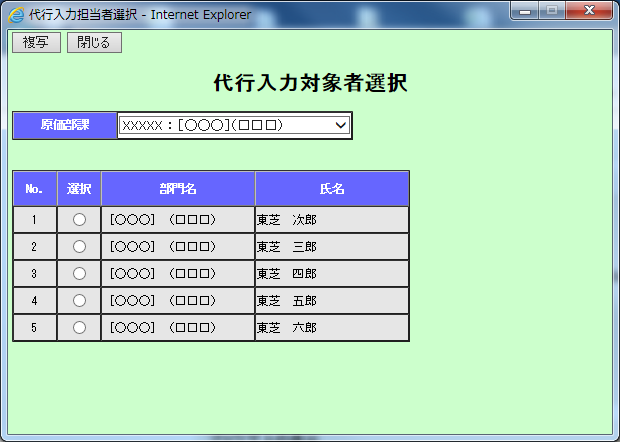 代行入力担当者選択 - Internet Explorer
複写 閉じる
代行入力対象者選択
原価部課 XXXXX：[〇〇〇](□□□)
No. 選択 部門名 氏名
1 [〇〇〇] (□□□) 東芝 次郎
2 [〇〇〇] (□□□) 東芝 三郎
3 [〇〇〇] (□□□) 東芝 四郎
4 [〇〇〇] (□□□) 東芝 五郎
5 [〇〇〇] (□□□) 東芝 六郎